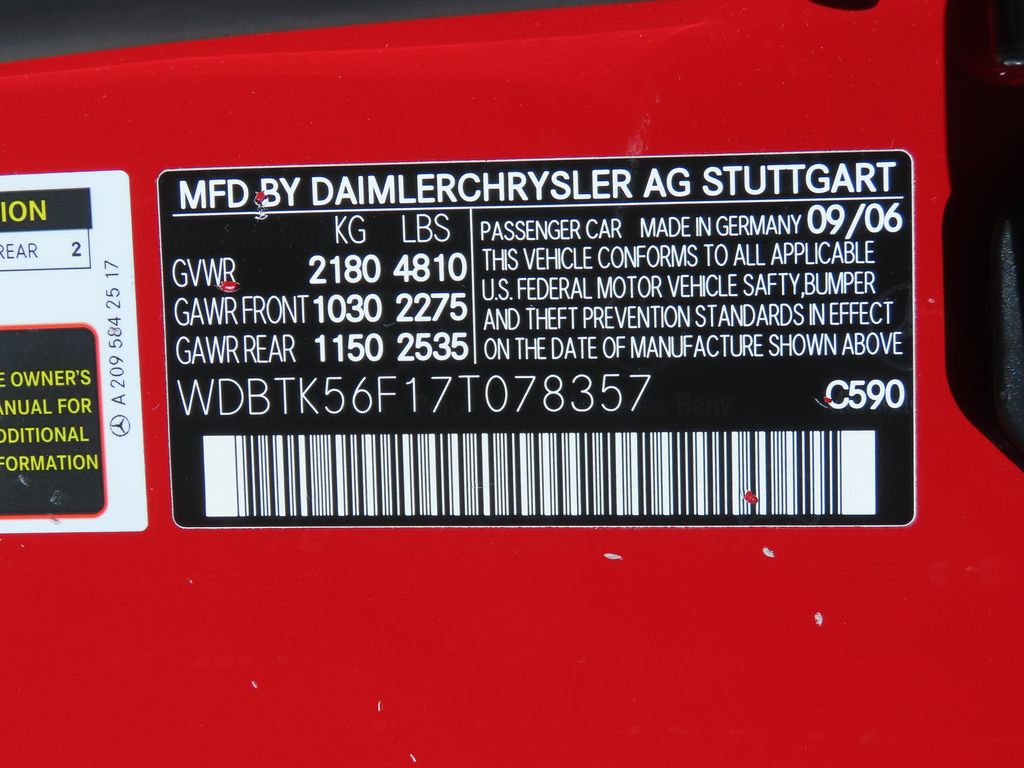 ION
REAR 2
E OWNER'S
ANUAL FOR
DDITIONAL
FORMATION
A 209 584 25 17
MFD BY DAIMLERCHRYSLER AG STUTTGART
KG LBS
GVWR 2180 4810
GAWR FRONT 1030 2275
GAWR REAR 1150 2535
PASSENGER CAR MADE IN GERMANY 09/06
THIS VEHICLE CONFORMS TO ALL APPLICABLE
U.S. FEDERAL MOTOR VEHICLE SAFTY,BUMPER
AND THEFT PREVENTION STANDARDS IN EFFECT
ON THE DATE OF MANUFACTURE SHOWN ABOVE
WDBTK56F17T078357 C590